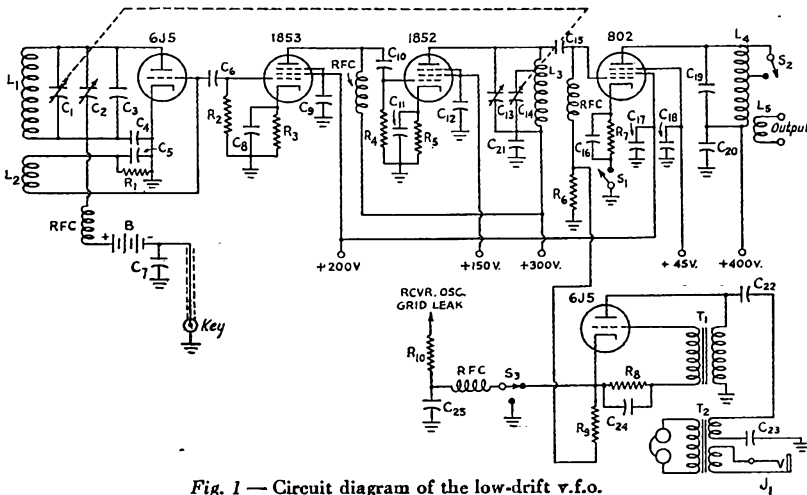 6J5
1853
1852
802
L1
C1
C2
C3
C4
C5
R1
L2
C6
R2
C8
R3
C9
RFC
C10
R4
C11
R5
C12
C13
C14
L3
C21
C15
RFC
C16
R7
S1
R6
C17
C18
C19
C20
L4
S2
L5
Output
RFC
+ B -
C7
Key
+200V
+150V.
+300V.
+45V.
+400V.
RCVR. OSC.
GRID LEAK
R10
RFC
S3
C25
6J5
R8
C24
R9
T1
C22
T2
C23
J1
Fig. 1 — Circuit diagram of the low-drift v.f.o.